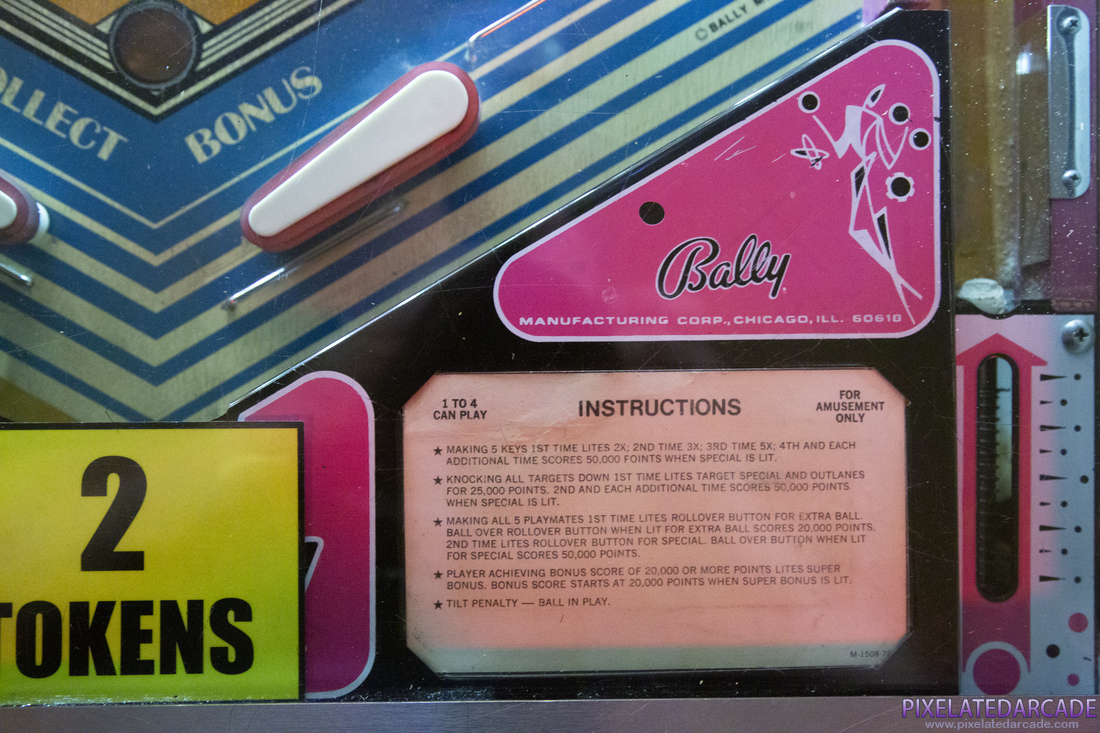 © BALLY
COLLECT BONUS
Bally
MANUFACTURING CORP., CHICAGO, ILL. 60618
1 TO 4
CAN PLAY
INSTRUCTIONS
FOR
AMUSEMENT
ONLY
★ MAKING 5 KEYS 1ST TIME LITES 2X; 2ND TIME 3X; 3RD TIME 5X; 4TH AND EACH
ADDITIONAL TIME SCORES 50,000 POINTS WHEN SPECIAL IS LIT.
★ KNOCKING ALL TARGETS DOWN 1ST TIME LITES TARGET SPECIAL AND OUTLANES
FOR 25,000 POINTS. 2ND AND EACH ADDITIONAL TIME SCORES 50,000 POINTS
WHEN SPECIAL IS LIT.
★ MAKING ALL 5 PLAYMATES 1ST TIME LITES ROLLOVER BUTTON FOR EXTRA BALL.
BALL OVER ROLLOVER BUTTON WHEN LIT FOR EXTRA BALL SCORES 20,000 POINTS.
2ND TIME LITES ROLLOVER BUTTON FOR SPECIAL. BALL OVER BUTTON WHEN LIT
FOR SPECIAL SCORES 50,000 POINTS.
★ PLAYER ACHIEVING BONUS SCORE OF 20,000 OR MORE POINTS LITES SUPER
BONUS. BONUS SCORE STARTS AT 20,000 POINTS WHEN SUPER BONUS IS LIT.
★ TILT PENALTY — BALL IN PLAY.
2
TOKENS
PIXELATEDARCADE
www.pixelatedarcade.com